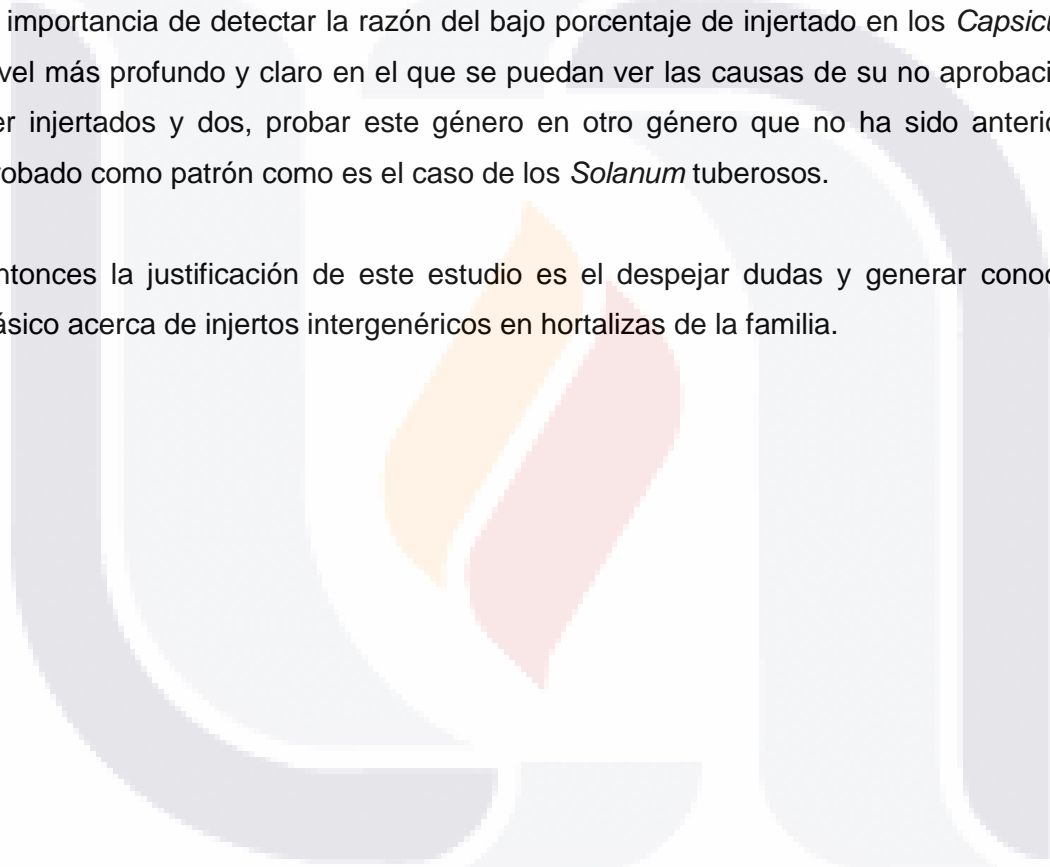 importancia de detectar la razón del bajo porcentaje de injertado en los Capsicu
vel más profundo y claro en el que se puedan ver las causas de su no aprobaci
er injertados y dos, probar este género en otro género que no ha sido anterio
robado como patrón como es el caso de los Solanum tuberosos.
ntonces la justificación de este estudio es el despejar dudas y generar conoc
ásico acerca de injertos intergenéricos en hortalizas de la familia.